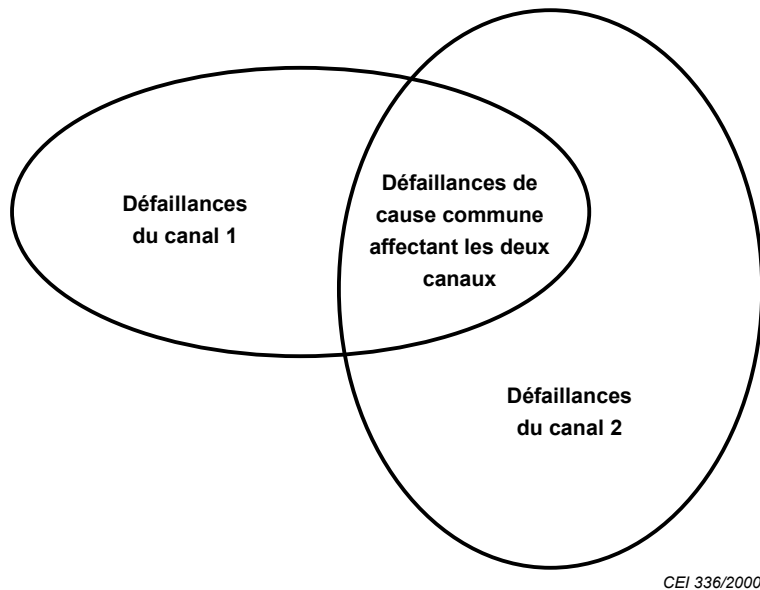 Défaillances
du canal 1
Défaillances de
cause commune
affectant les deux
canaux
Défaillances
du canal 2
CEI 336/2000